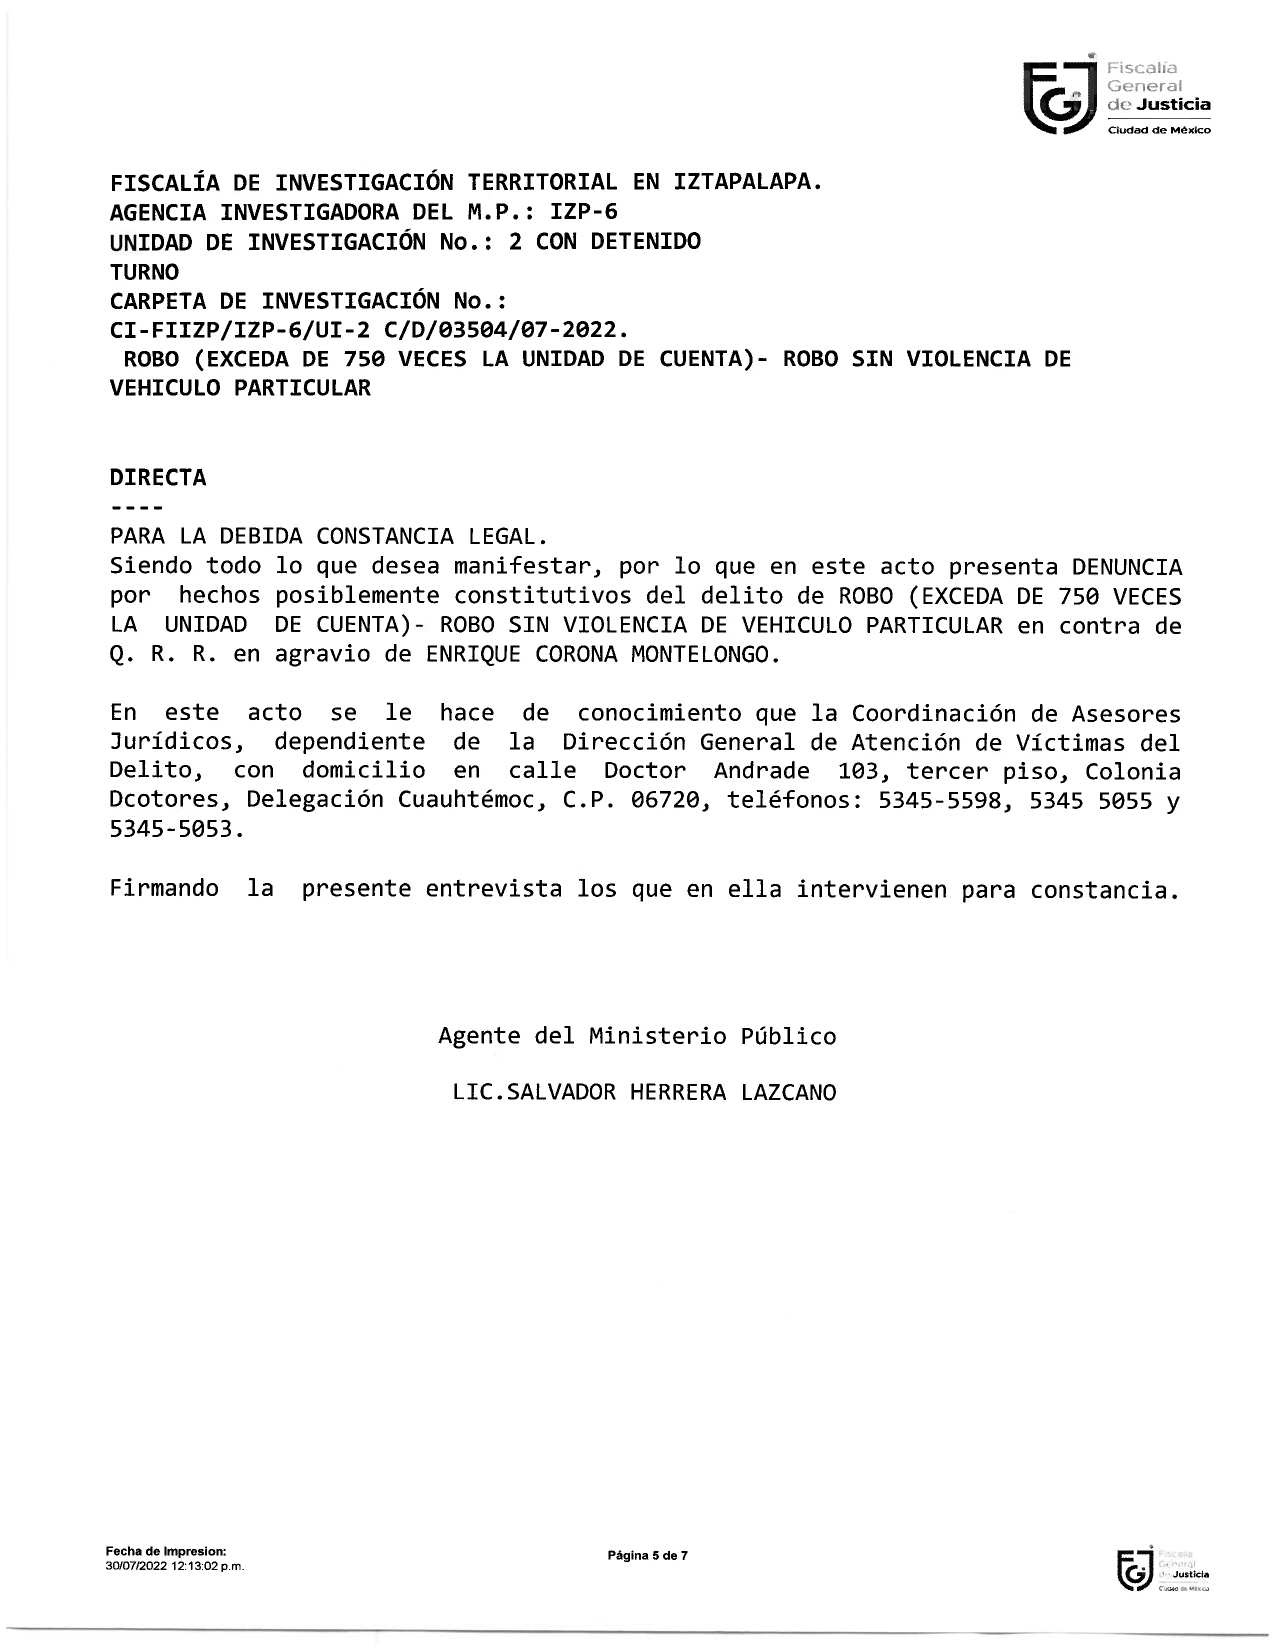 Fiscalía
General
de Justicia
Ciudad de México
FISCALÍA DE INVESTIGACIÓN TERRITORIAL EN IZTAPALAPA.
AGENCIA INVESTIGADORA DEL M.P.: IZP-6
UNIDAD DE INVESTIGACIÓN No.: 2 CON DETENIDO
TURNO
CARPETA DE INVESTIGACIÓN No.:
CI-FIIZP/IZP-6/UI-2 C/D/03504/07-2022.
ROBO (EXCEDA DE 750 VECES LA UNIDAD DE CUENTA)- ROBO SIN VIOLENCIA DE
VEHICULO PARTICULAR
DIRECTA
----
PARA LA DEBIDA CONSTANCIA LEGAL.
Siendo todo lo que desea manifestar, por lo que en este acto presenta DENUNCIA
por hechos posiblemente constitutivos del delito de ROBO (EXCEDA DE 750 VECES
LA UNIDAD DE CUENTA)- ROBO SIN VIOLENCIA DE VEHICULO PARTICULAR en contra de
Q. R. R. en agravio de ENRIQUE CORONA MONTELONGO.
En este acto se le hace de conocimiento que la Coordinación de Asesores
Jurídicos, dependiente de la Dirección General de Atención de Víctimas del
Delito, con domicilio en calle Doctor Andrade 103, tercer piso, Colonia
Dcotores, Delegación Cuauhtémoc, C.P. 06720, teléfonos: 5345-5598, 5345 5055 y
5345-5053.
Firmando la presente entrevista los que en ella intervienen para constancia.
Agente del Ministerio Público
LIC.SALVADOR HERRERA LAZCANO
Fecha de Impresion:
30/07/2022 12:13:02 p.m.
Página 5 de 7
Fiscalía
General
de Justicia
Ciudad de México